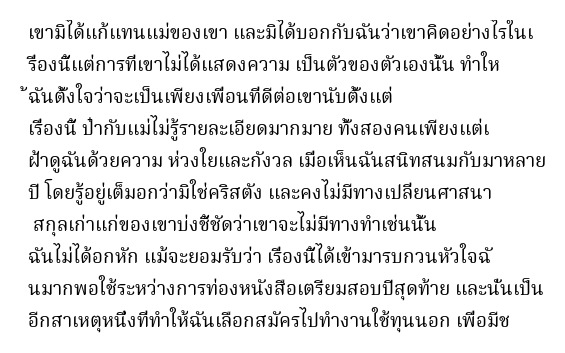 เขามิได้แก้แทนแม่ของเขา และมิได้บอกกับฉันว่าเขาคิดอย่างไรในเ
รื่องนี้แต่การที่เขาไม่ได้แสดงความ เป็นตัวของตัวเองนั้น ทำให
้ฉันตั้งใจว่าจะเป็นเพียงเพื่อนที่ดีต่อเขานับตั้งแต่
เรื่องนี้ ป้ากับแม่ไม่รู้รายละเอียดมากมาย ทั้งสองคนเพียงแต่เ
ฝ้าดูฉันด้วยความ ห่วงใยและกังวล เมื่อเห็นฉันสนิทสนมกับมาหลาย
ปี โดยรู้อยู่เต็มอกว่ามิใช่คริสตัง และคงไม่มีทางเปลี่ยนศาสนา
 สกุลเก่าแก่ของเขาบ่งชี้ชัดว่าเขาจะไม่มีทางทำเช่นนั้น
ฉันไม่ได้อกหัก แม้จะยอมรับว่า เรื่องนี้ได้เข้ามารบกวนหัวใจฉั
นมากพอใช้ระหว่างการท่องหนังสือเตรียมสอบปีสุดท้าย และนั่นเป็น
อีกสาเหตุหนึ่งที่ทำให้ฉันเลือกสมัครไปทำงานใช้ทุนนอก เพื่อมีช